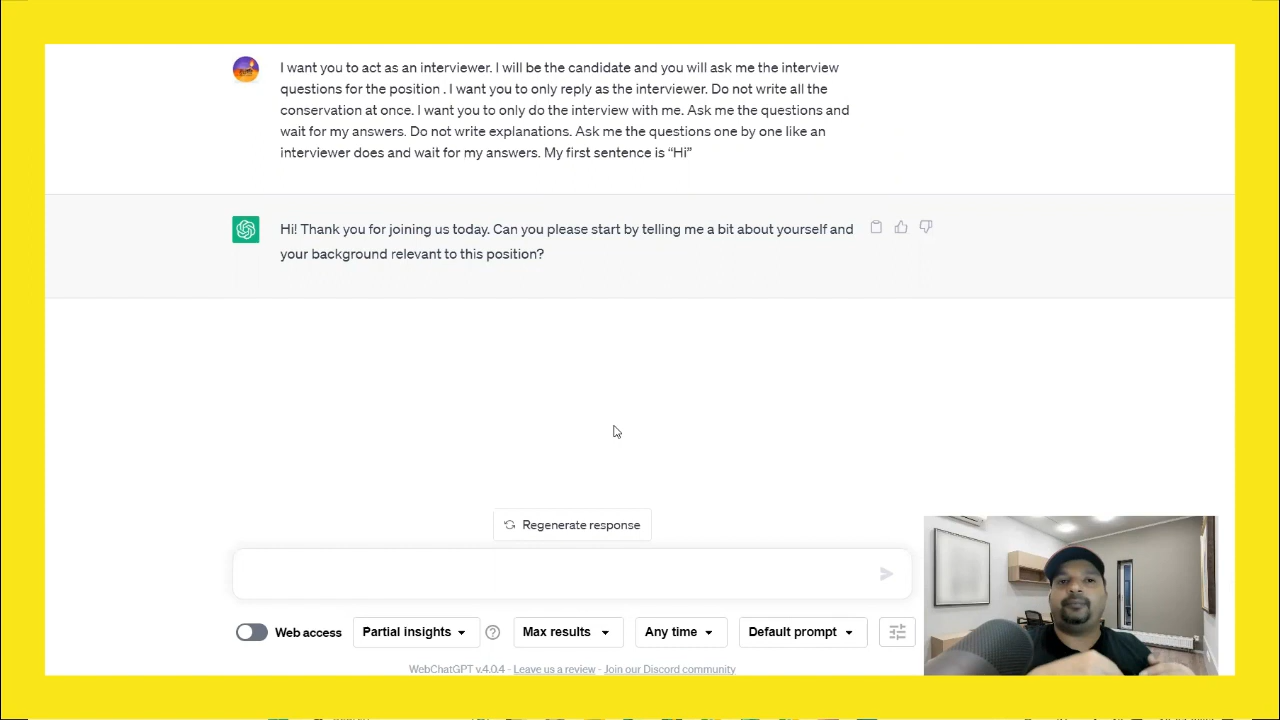 I want you to act as an interviewer. I will be the candidate and you will ask me the interview
questions for the position . I want you to only reply as the interviewer. Do not write all the
conservation at once. I want you to only do the interview with me. Ask me the questions and
wait for my answers. Do not write explanations. Ask me the questions one by one like an
interviewer does and wait for my answers. My first sentence is “Hi”
Hi! Thank you for joining us today. Can you please start by telling me a bit about yourself and
your background relevant to this position?
Regenerate response
Web access
Partial insights
Max results
Any time
Default prompt
WebChatGPT v.4.0.4 - Leave us a review - Join our Discord community